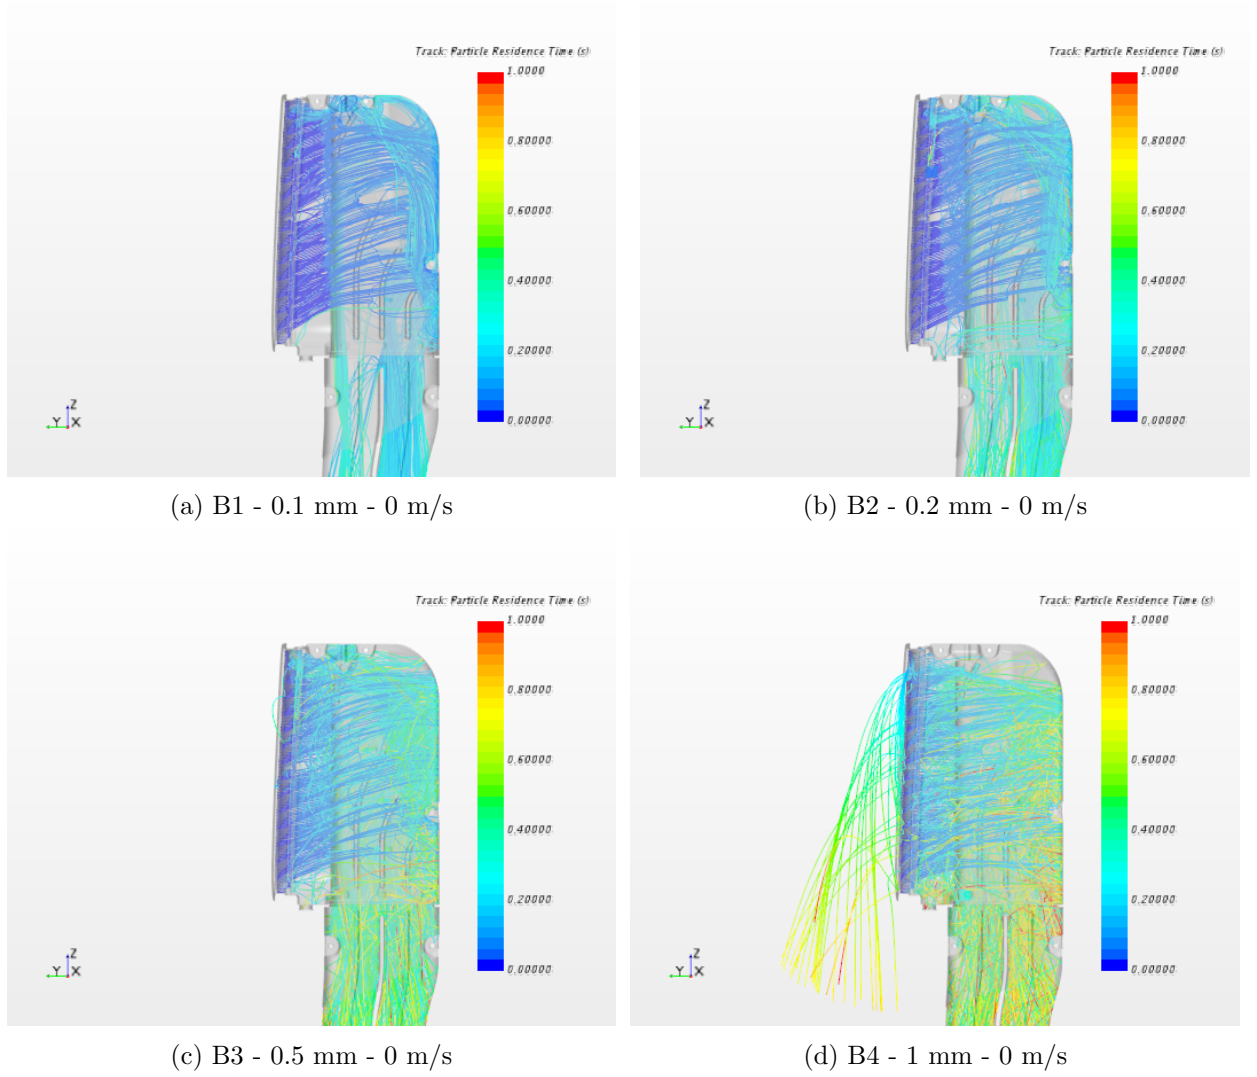 Track: Particle Residence Time (s)
1.0000
0.80000
0.60000
0.40000
0.20000
0.00000
Z
Y
X
(a) B1 - 0.1 mm - 0 m/s
Track: Particle Residence Time (s)
1.0000
0.80000
0.60000
0.40000
0.20000
0.00000
Z
Y
X
(b) B2 - 0.2 mm - 0 m/s
Track: Particle Residence Time (s)
1.0000
0.80000
0.60000
0.40000
0.20000
0.00000
Z
Y
X
(c) B3 - 0.5 mm - 0 m/s
Track: Particle Residence Time (s)
1.0000
0.80000
0.60000
0.40000
0.20000
0.00000
Z
Y
X
(d) B4 - 1 mm - 0 m/s